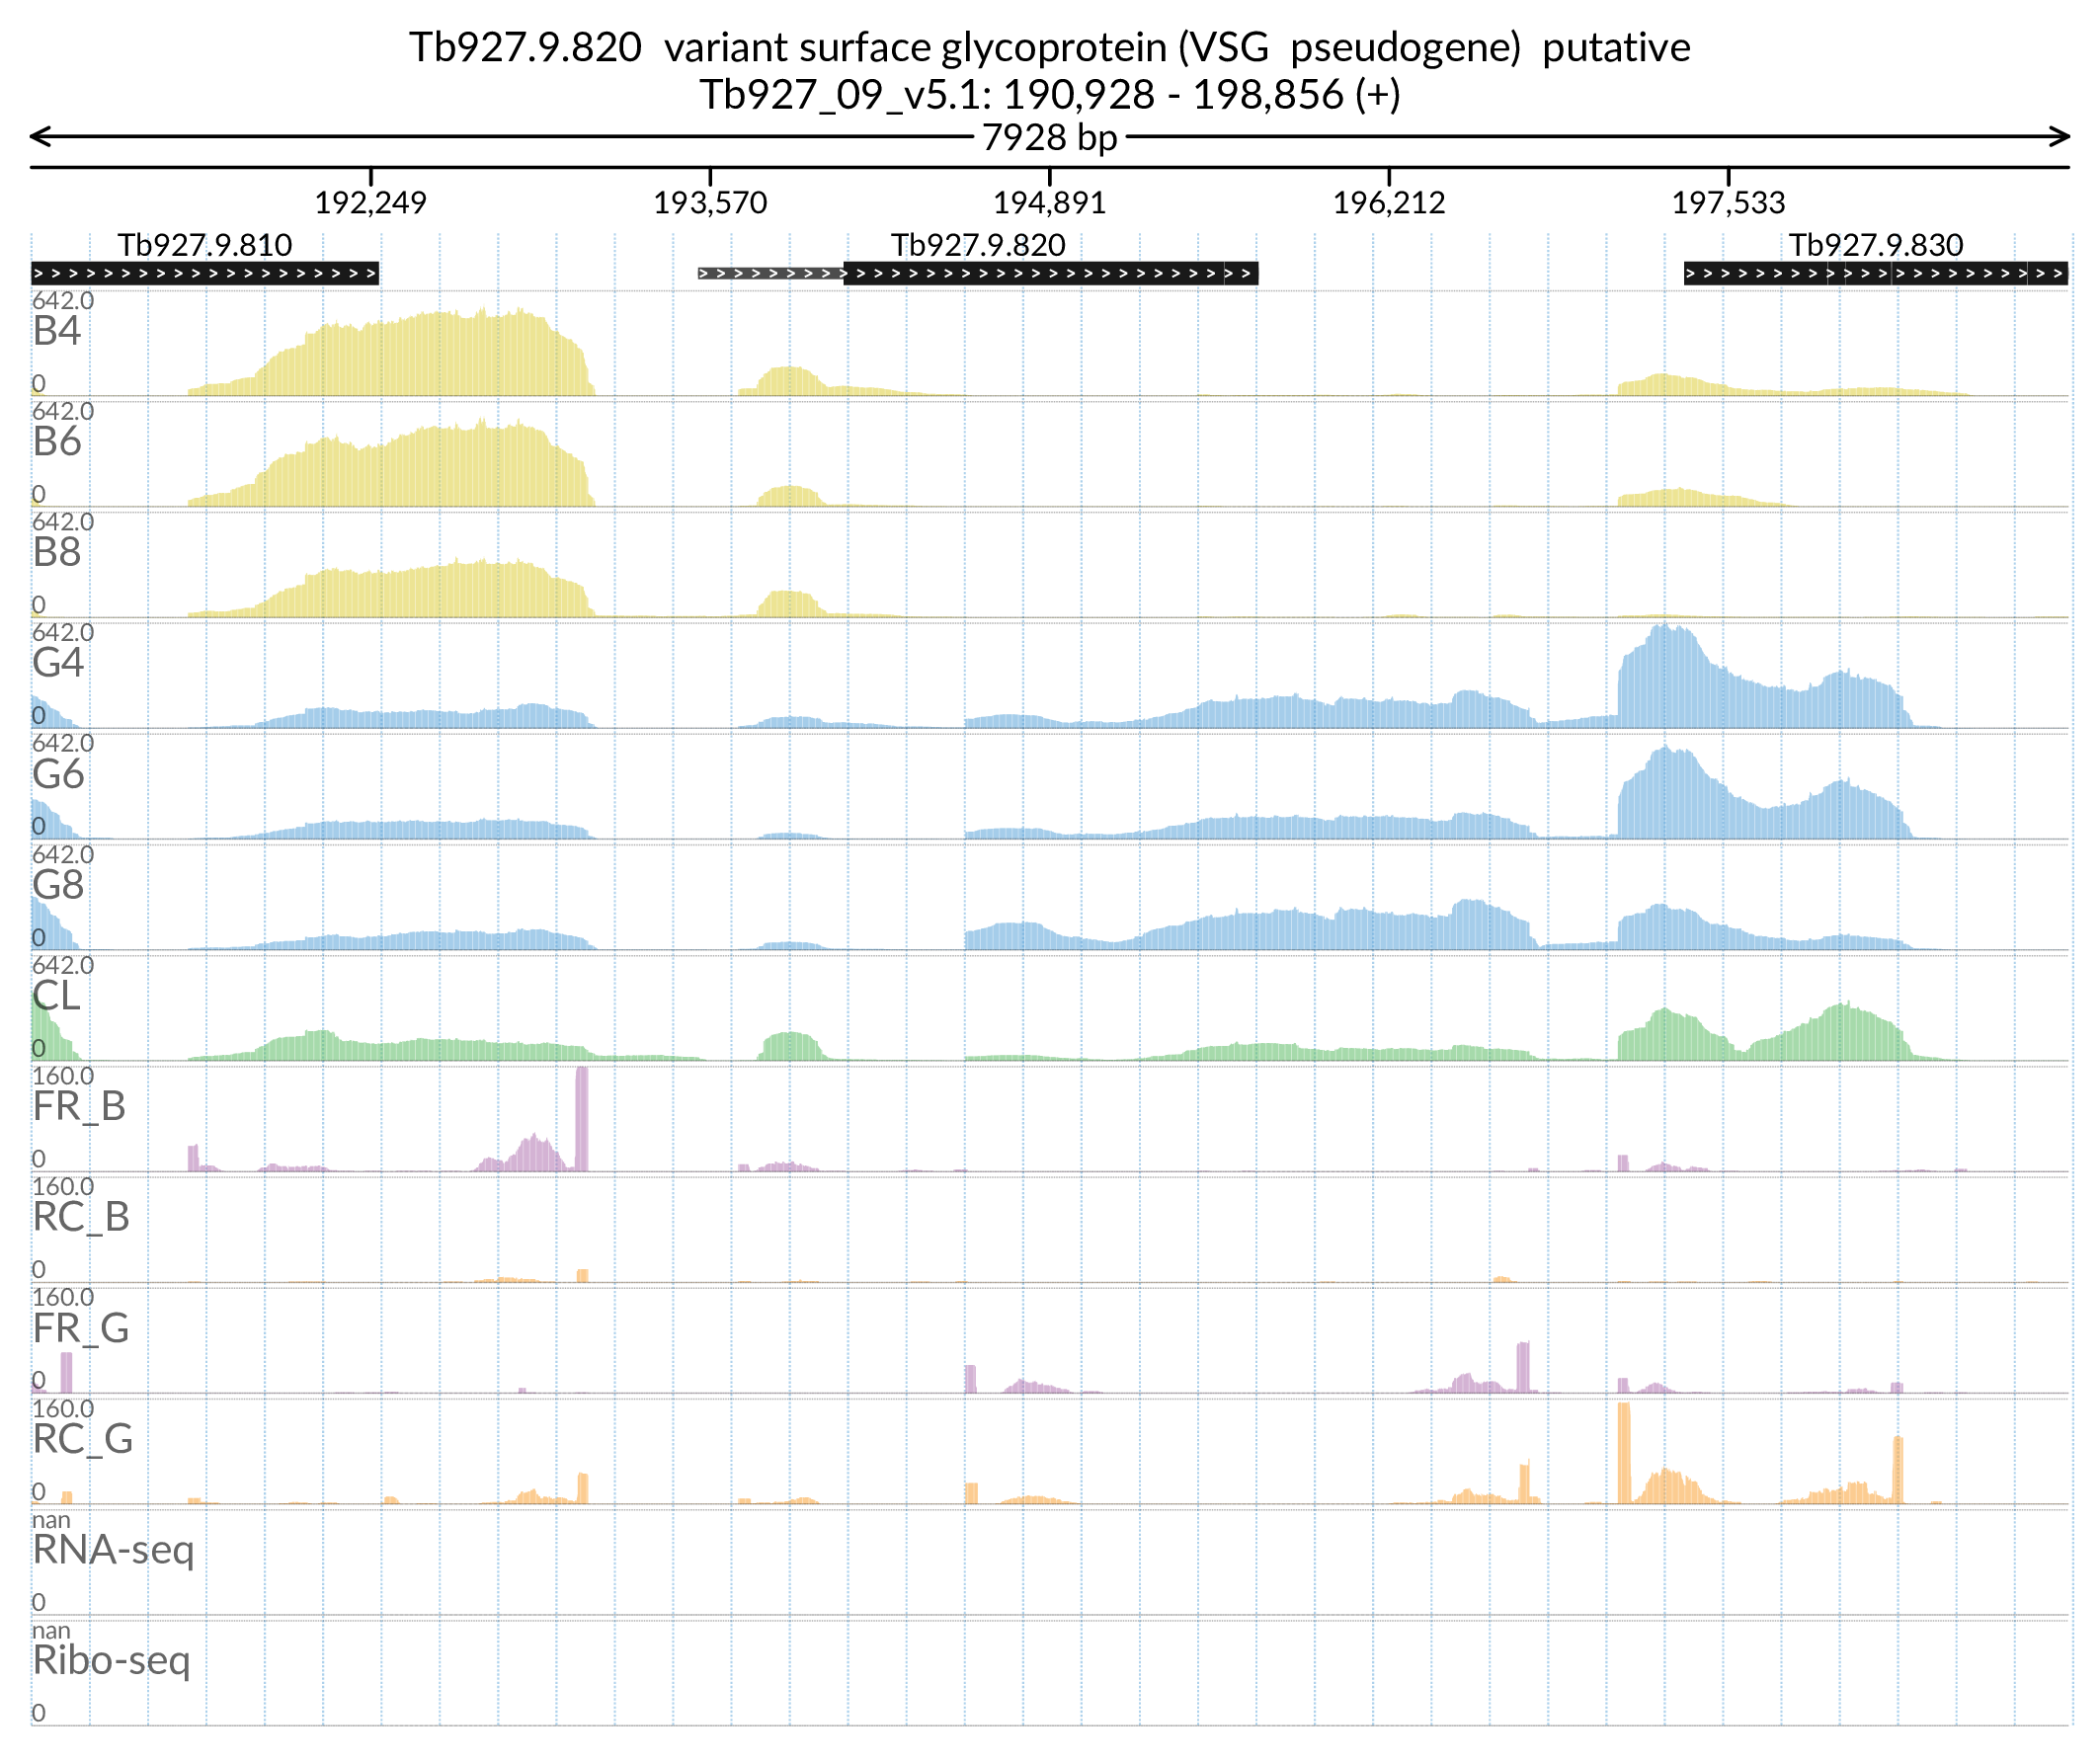 Tb927.9.820 variant surface glycoprotein (VSG pseudogene) putative
Tb927_09_v5.1: 190,928 - 198,856 (+)
7928 bp
192,249 193,570 194,891 196,212 197,533
Tb927.9.810 Tb927.9.820 Tb927.9.830
642.0
B4
0
642.0
B6
0
642.0
B8
0
642.0
G4
0
642.0
G6
0
642.0
G8
0
642.0
CL
0
160.0
FR_B
0
160.0
RC_B
0
160.0
FR_G
0
160.0
RC_G
0
nan
RNA-seq
0
nan
Ribo-seq
0